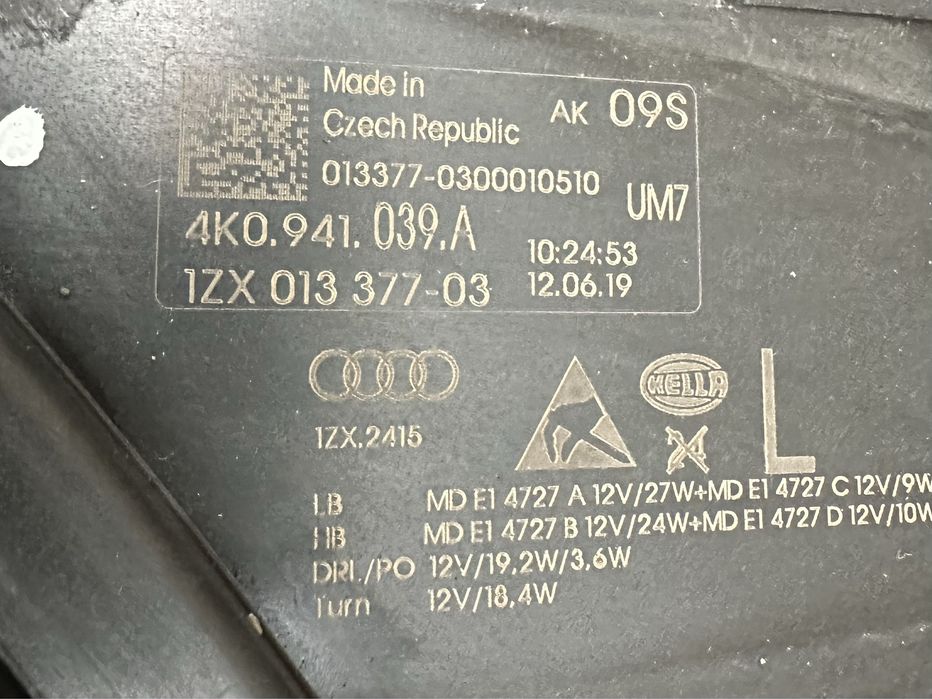 Made in
Czech Republic
AK 09S
013377-0300010510
UM7
4K0.941.039.A
10:24:53
1ZX 013 377-03
12.06.19
1ZX.2415
HELLA
L
LB MD E1 4727 A 12V/27W+MD E1 4727 C 12V/9W
HB MD E1 4727 B 12V/24W+MD E1 4727 D 12V/10W
DRL/PO 12V/19,2W/3,6W
Turn 12V/18,4W